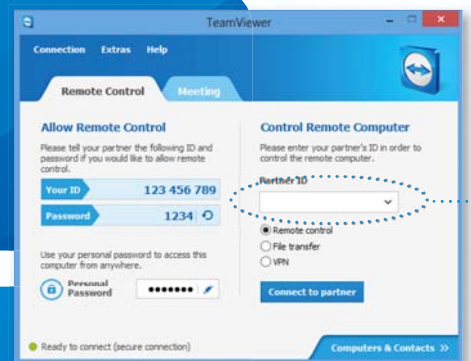 TeamViewer
Connection Extras Help
Remote Control Meeting
Allow Remote Control
Please tell your partner the following ID and
password if you would like to allow remote
control.
Your ID 123 456 789
Password 1234
Use your personal password to access this
computer from anywhere.
Personal
Password
Control Remote Computer
Please enter your partner's ID in order to
control the remote computer.
Partner ID
Remote control
File transfer
VPN
Connect to partner
Ready to connect (secure connection)
Computers & Contacts >>